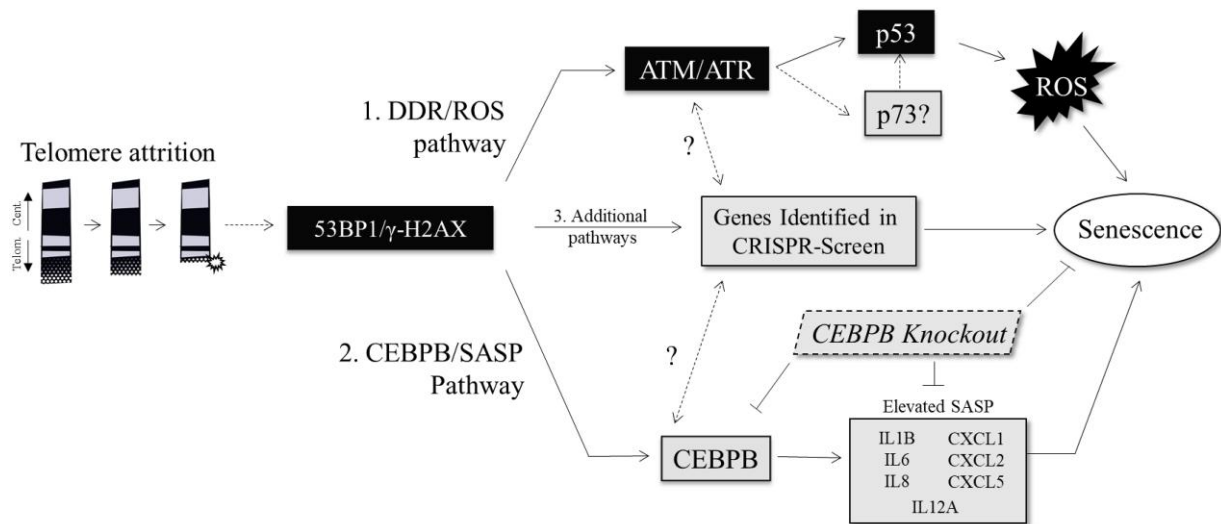 Telomere attrition
Cent.
Telom.
53BP1/γ-H2AX
1. DDR/ROS
pathway
ATM/ATR
p53
p73?
ROS
?
3. Additional
pathways
Genes Identified in
CRISPR-Screen
Senescence
?
CEBPB Knockout
2. CEBPB/SASP
Pathway
CEBPB
Elevated SASP
IL1B CXCL1
IL6 CXCL2
IL8 CXCL5
IL12A